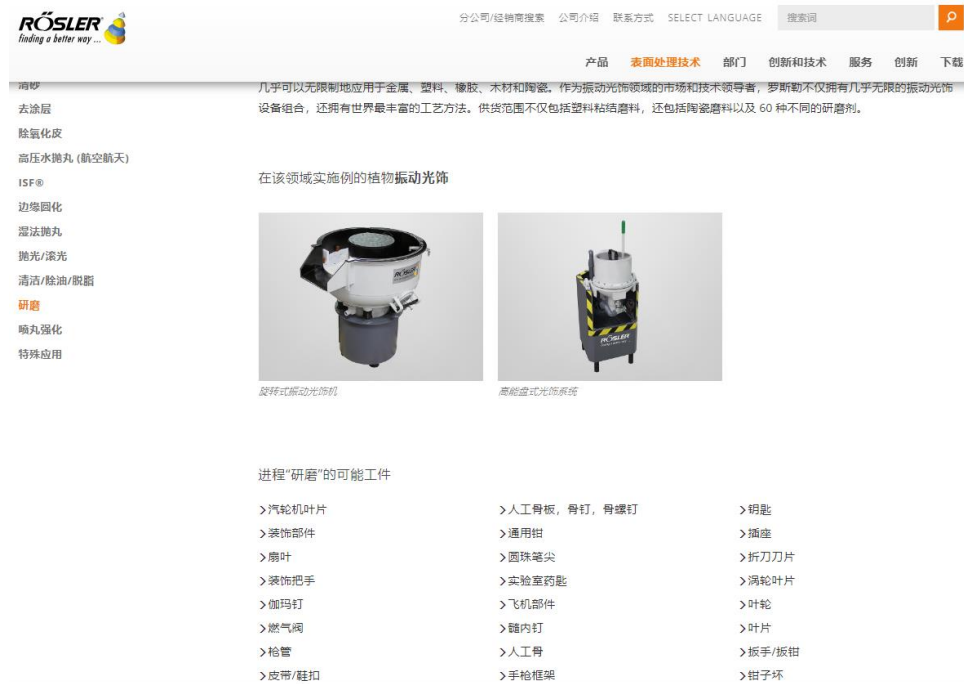 RÖSLER
finding a better way ...
分公司/经销商搜索 公司介绍 联系方式 SELECT LANGUAGE 搜索词
产品 表面处理技术 部门 创新和技术 服务 创新 下载
清砂
去涂层
除氧化皮
高压水抛丸 (航空航天)
ISF®
边缘圆化
湿法抛丸
抛光/滚光
清洁/除油/脱脂
研磨
喷丸强化
特殊应用
几乎可以无限制地应用于金属、塑料、橡胶、木材和陶瓷。作为振动光饰领域的市场和技术领导者，罗斯勒不仅拥有几乎无限的振动光饰
设备组合，还拥有世界最丰富的工艺方法。供货范围不仅包括塑料粘结磨料，还包括陶瓷磨料以及 60 种不同的研磨剂。
在该领域实施例的植物振动光饰
RÖSLER
RÖSLER
旋转式振动光饰机
高能盘式光饰系统
进程“研磨”的可能工件
汽轮机叶片
人工骨板，骨钉，骨螺钉
钥匙
装饰部件
通用钳
插座
扇叶
圆珠笔尖
折刀刀片
装饰把手
实验室药匙
涡轮叶片
伽玛钉
飞机部件
叶轮
燃气阀
髓内钉
叶片
枪管
人工骨
扳手/扳钳
皮带/鞋扣
手枪框架
钳子坯